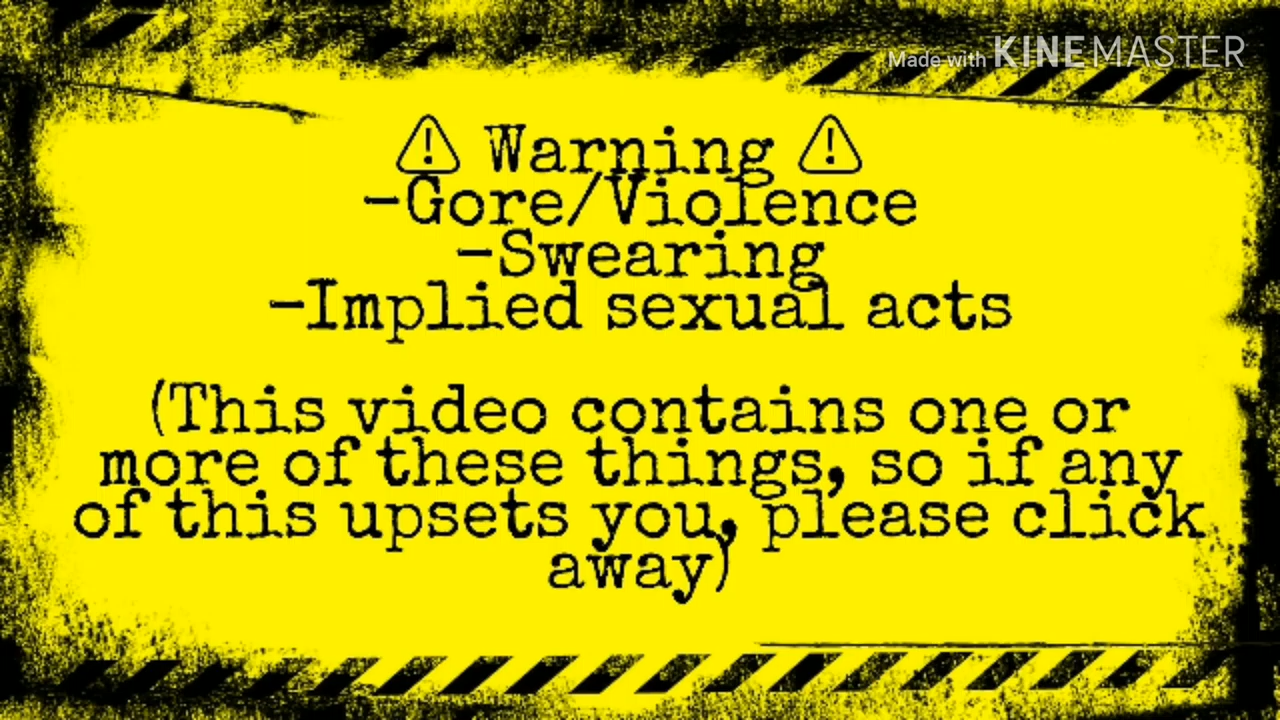 Made with KINEMASTER
⚠ Warning ⚠
-Gore/Violence
-Swearing
-Implied sexual acts
(This video contains one or
more of these things, so if any
of this upsets you, please click
away)